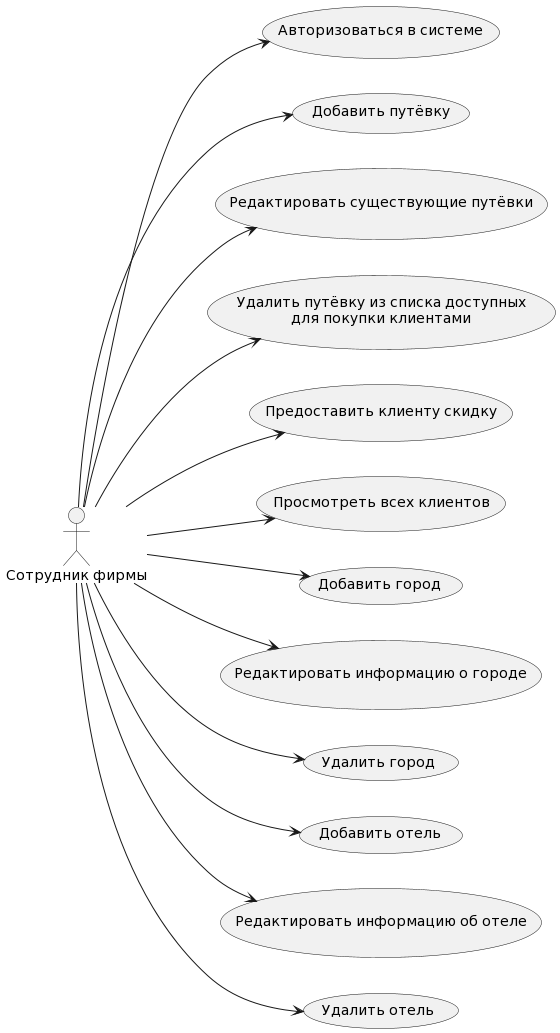 Авторизоваться в системе
Добавить путёвку
Редактировать существующие путёвки
Удалить путёвку из списка доступных
для покупки клиентами
Предоставить клиенту скидку
Просмотреть всех клиентов
Сотрудник фирмы
Добавить город
Редактировать информацию о городе
Удалить город
Добавить отель
Редактировать информацию об отеле
Удалить отель